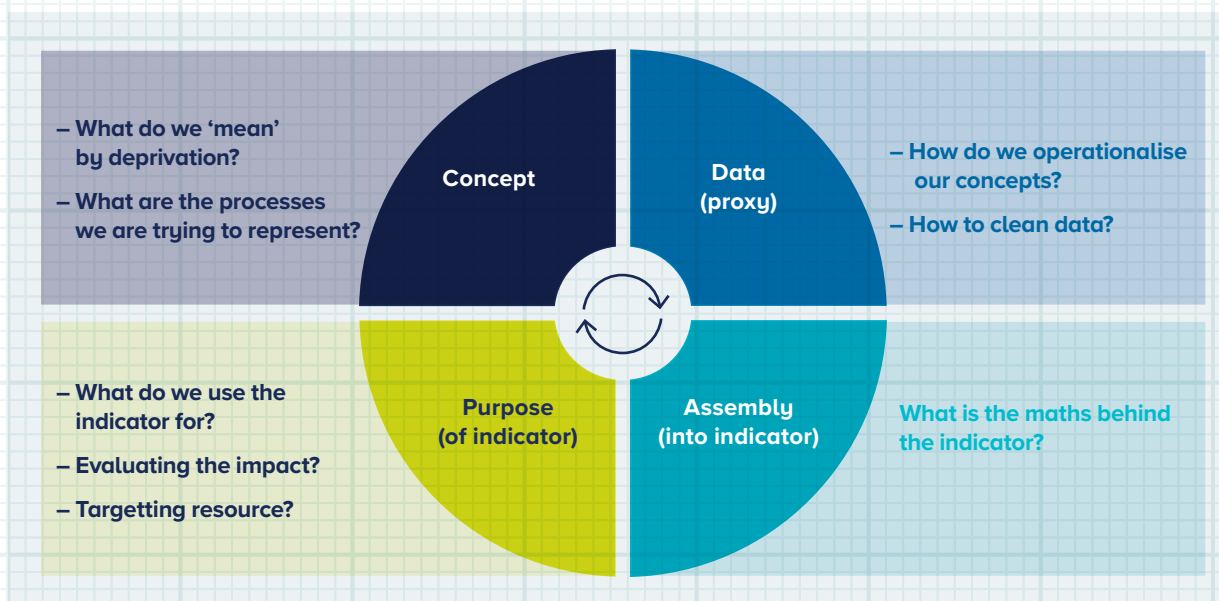 – What do we ‘mean’
by deprivation?
– What are the processes
we are trying to represent?
Concept
Data
(proxy)
– How do we operationalise
our concepts?
– How to clean data?
– What do we use the
indicator for?
– Evaluating the impact?
– Targetting resource?
Purpose
(of indicator)
Assembly
(into indicator)
What is the maths behind
the indicator?